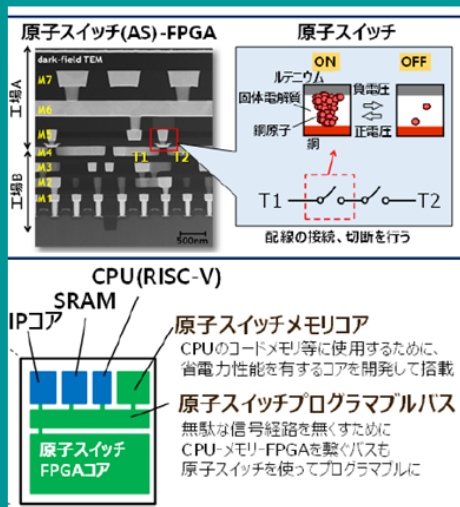 原子スイッチ(AS)-FPGA
原子スイッチ
dark-field TEM
M7
M6
M5
M4
M3
M2
M1
工場A
工場B
T1
T2
500nm
ON
OFF
ルテニウム
固体電解質
銅原子
銅
負電圧
正電圧
T1
T2
配線の接続、切断を行う
CPU(RISC-V)
SRAM
IPコア
原子スイッチメモリコア
CPUのコードメモリ等に使用するために、
省電力性能を有するコアを開発して搭載
原子スイッチプログラマブルバス
無駄な信号経路を無くすために
CPU-メモリ-FPGAを繋ぐバスも
原子スイッチを使ってプログラマブルに
原子スイッチ
FPGAコア